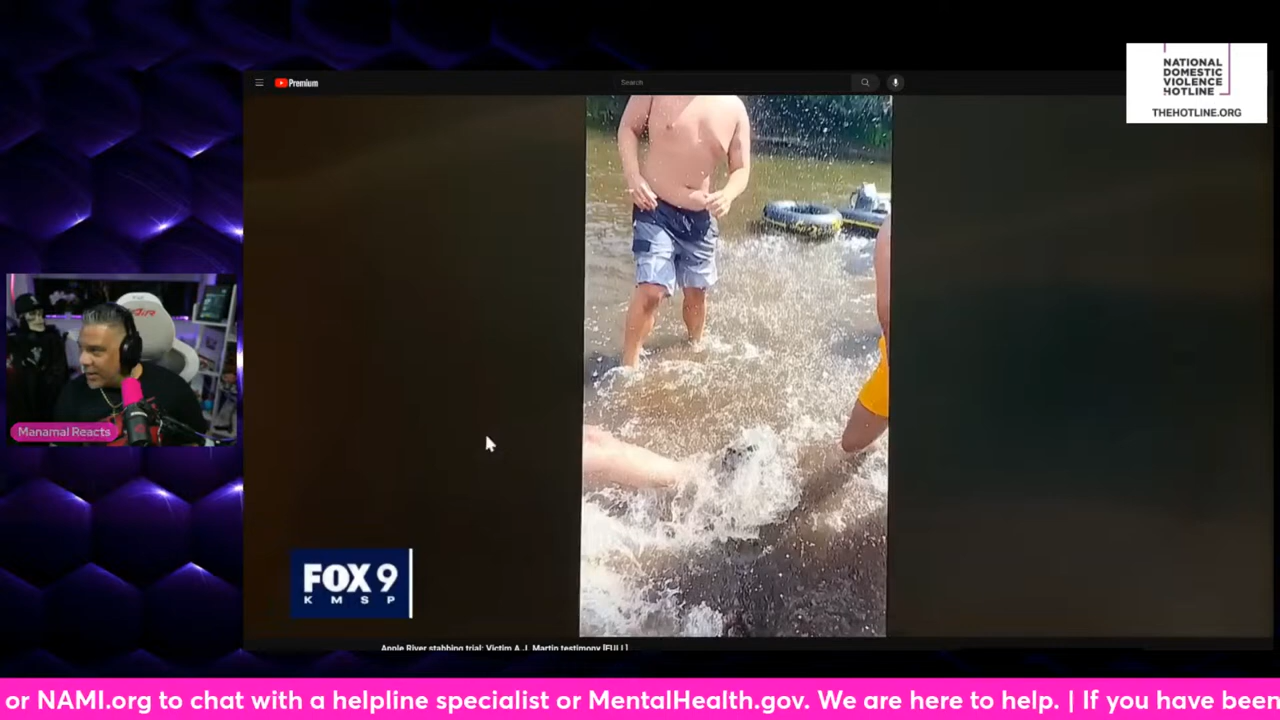 Premium
Search
NATIONAL
DOMESTIC
VIOLENCE
HOTLINE
THEHOTLINE.ORG
Manamal Reacts
FOX 9
KMSP
Apple River stabbing trial: Victim A.J. Martin testimony [FULL]
or NAMI.org to chat with a helpline specialist or MentalHealth.gov. We are here to help. | If you have been